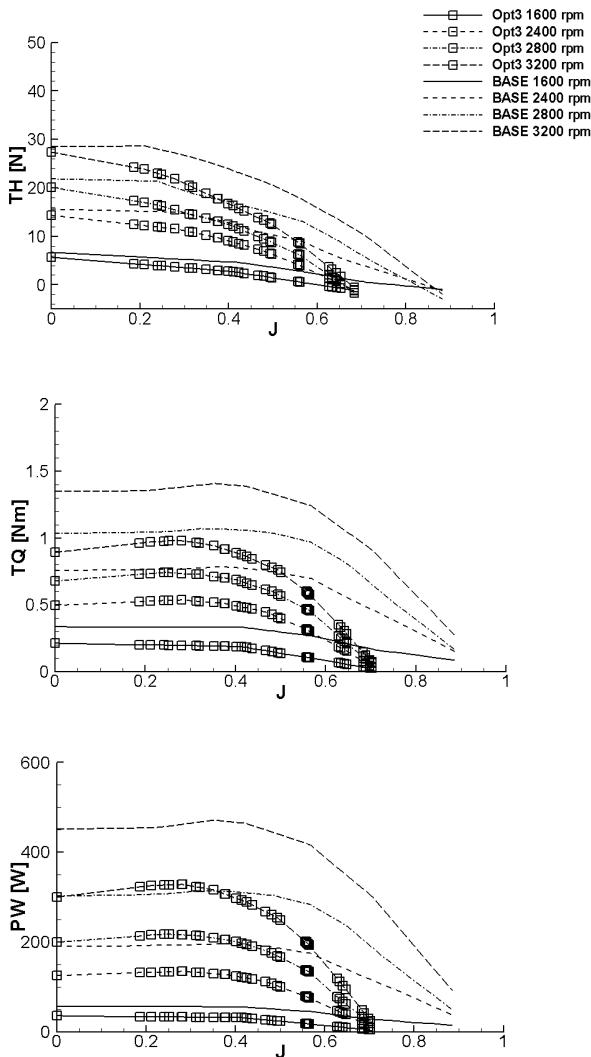 Opt3 1600 rpm
Opt3 2400 rpm
Opt3 2800 rpm
Opt3 3200 rpm
BASE 1600 rpm
BASE 2400 rpm
BASE 2800 rpm
BASE 3200 rpm
TH [N]
50
40
30
20
10
0
0 0.2 0.4 0.6 0.8 1
J
TQ [Nm]
2
1.5
1
0.5
0
0 0.2 0.4 0.6 0.8 1
J
PW [W]
600
400
200
0
0 0.2 0.4 0.6 0.8 1
J